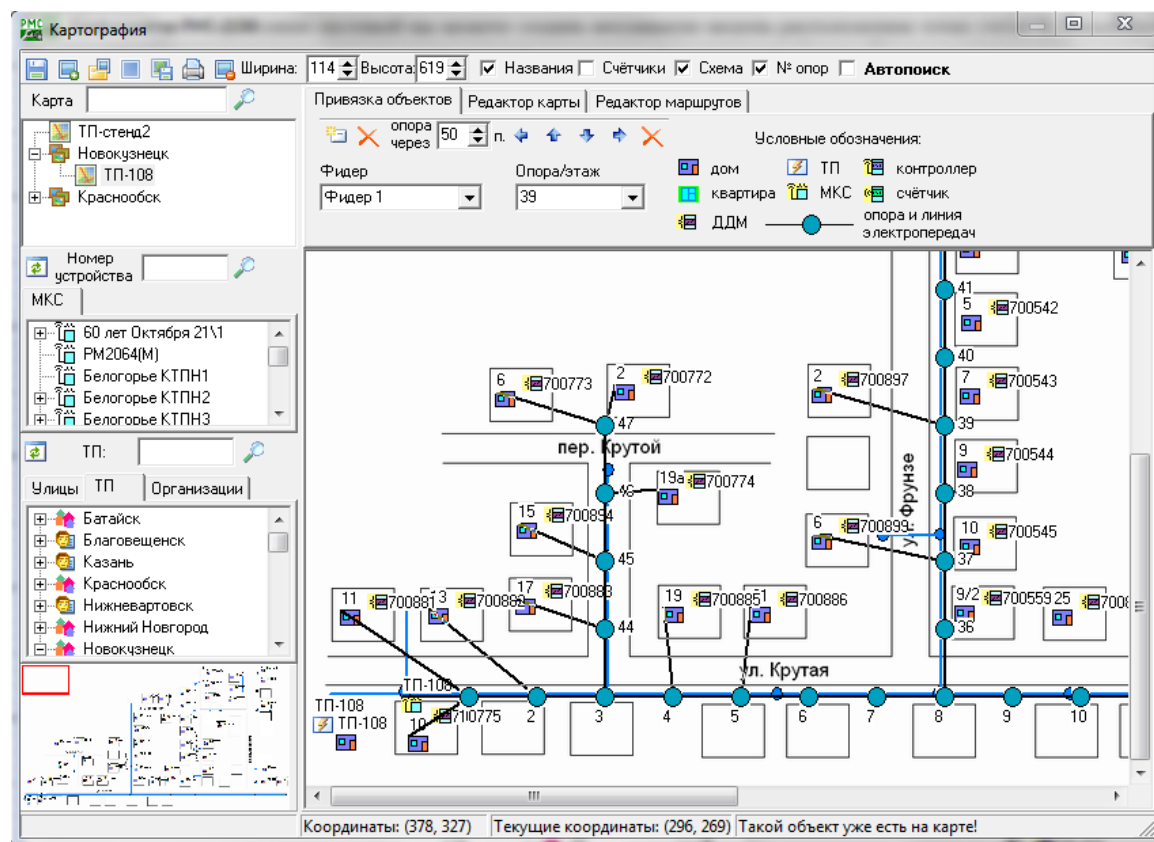 РМС Картография
Ширина: 114 Высота: 619 Названия Счётчики Схема № опор Автопоиск
Карта
ТП-стенд2
Новокузнецк
ТП-108
Краснообск
Привязка объектов Редактор карты Редактор маршрутов
опора через 50 п.
Фидер
Фидер 1
Опора/этаж
39
Условные обозначения:
дом ТП контроллер
квартира МКС счётчик
ДДМ опора и линия электропередач
Номер устройства
МКС
60 лет Октября 21\1
РМ2064(М)
Белогорье КТПН1
Белогорье КТПН2
Белогорье КТПН3
ТП:
Улицы ТП Организации
Батайск
Благовещенск
Казань
Краснообск
Нижневартовск
Нижний Новгород
Новокузнецк
41
5 700542
40
6 700773
2 700772
2 700897
7 700543
47
39
пер. Крутой
9 700544
19а 700774
46
38
ул. Фрунзе
15 700894
6 700899
10 700545
45
37
11 700881
13 700882
17 700883
19 700885
700886
9/2 700559
25
44
36
ул. Крутая
ТП-108
ТП-108
ТП-108
10
2 3 4 5 6 7 8 9 10
Координаты: (378, 327) Текущие координаты: (296, 269) Такой объект уже есть на карте!